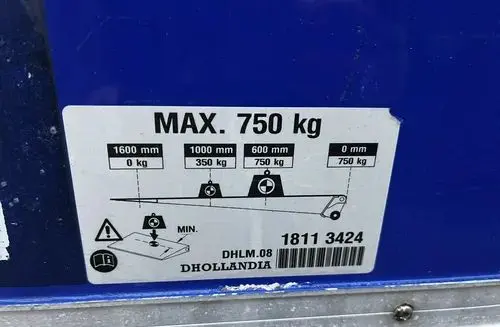 MAX. 750 kg
1600 mm 1000 mm 600 mm 0 mm
0 kg 350 kg 750 kg 750 kg
MIN.
DHLM.08 1811 3424
DHOLLANDIA